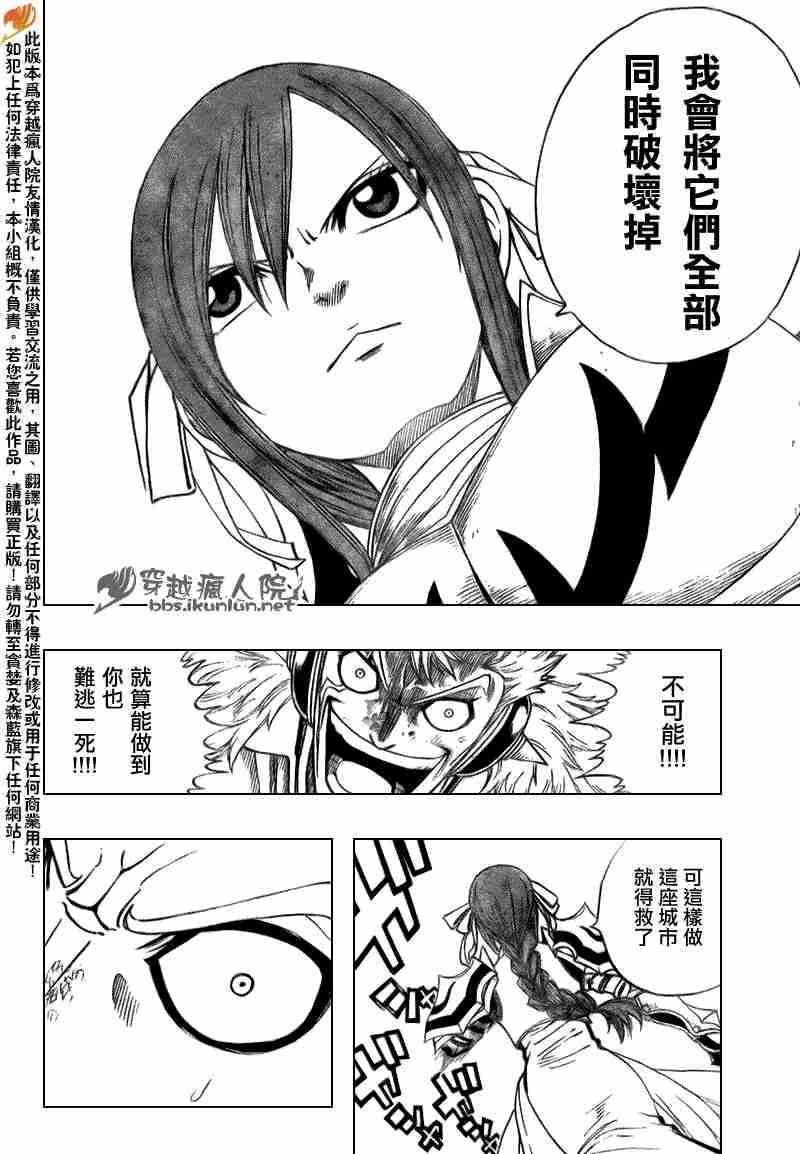 我會將它們全部
同時破壞掉
不可能!!!!
就算能做到
你也
難逃一死!!!!
可這樣做
這座城市
就得救了
ゴゴゴゴゴゴ
穿越瘋人院
bbs.ikunlun.net
此版本爲穿越瘋人院友情漢化，僅供學習交流之用，其圖、翻譯以及任何部分不得進行修改或用于任何商業用途！
如犯上任何法律責任，本小組概不負責。若您喜歡此作品，請購買正版！請勿轉至貪婪及森藍旗下任何網站！